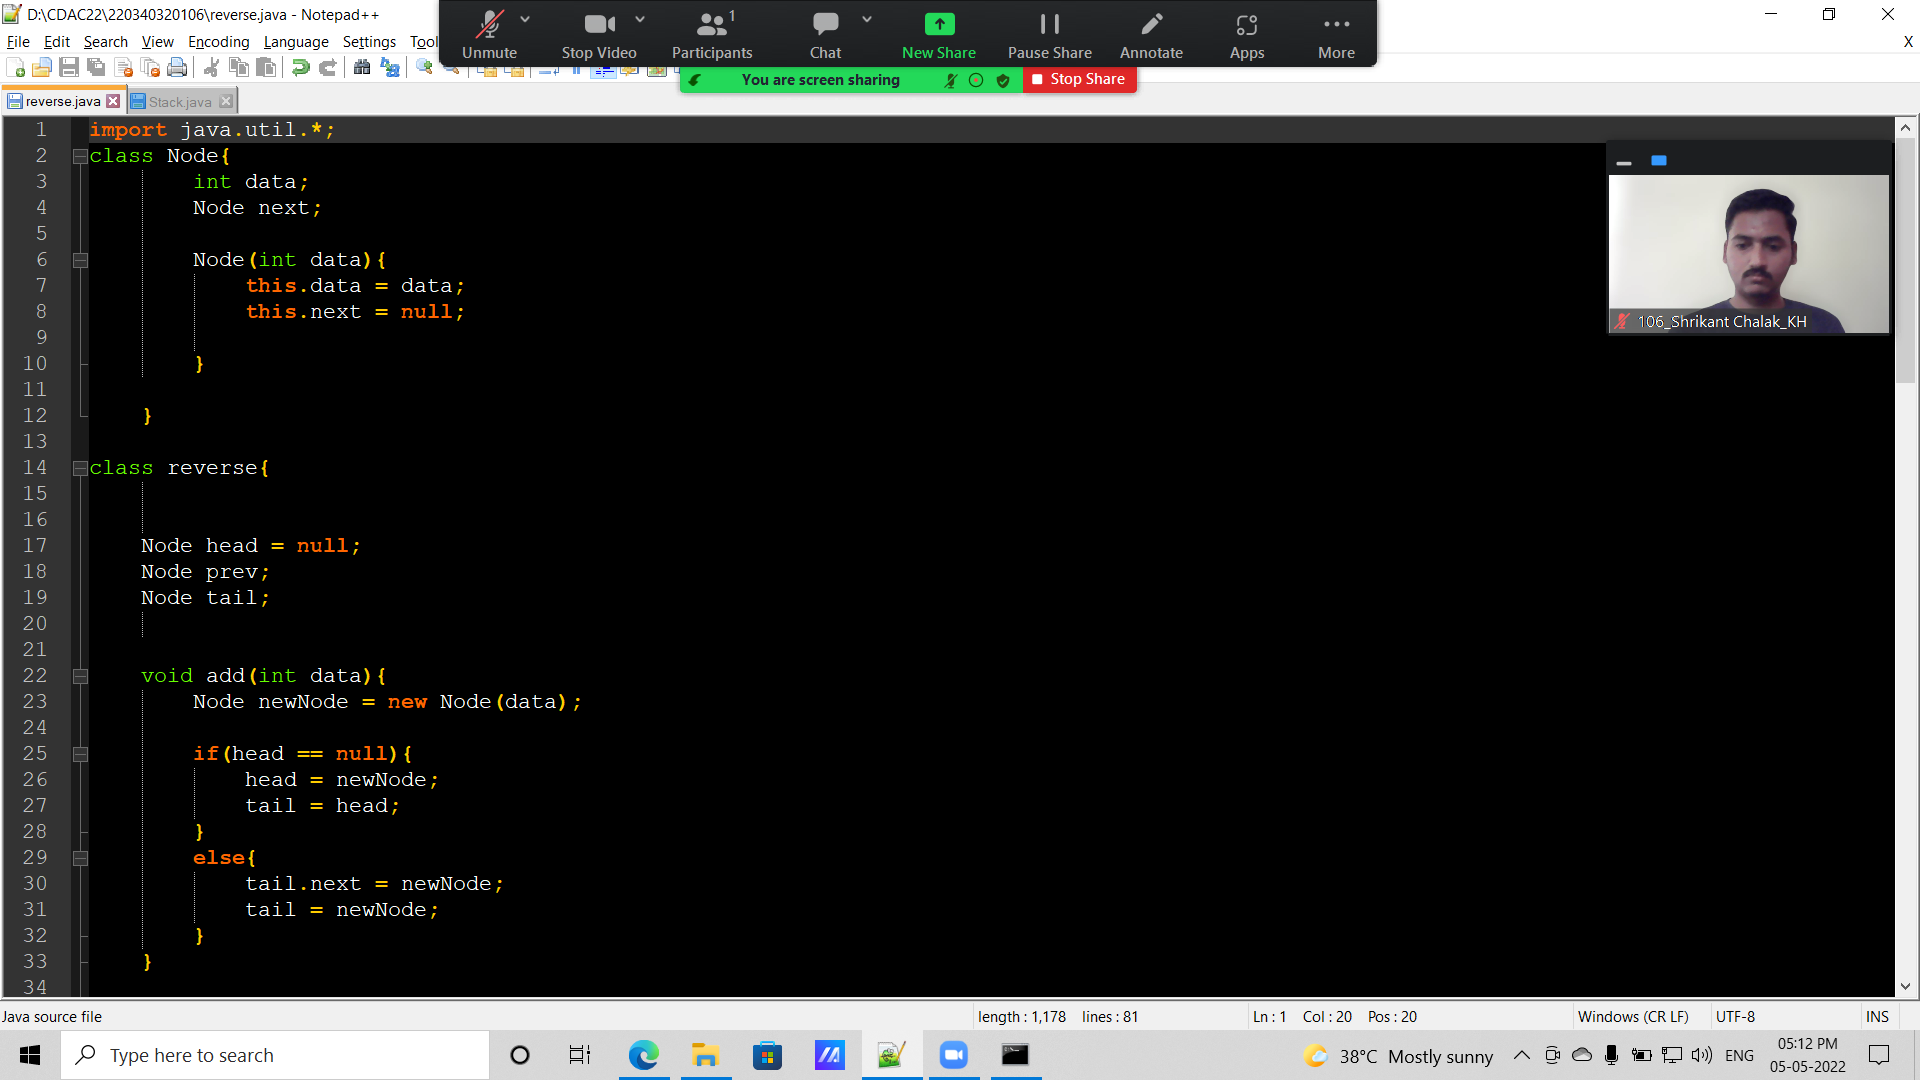 D:\CDAC22\220340320106\reverse.java - Notepad++
File Edit Search View Encoding Language Settings
X
Unmute Stop Video Participants 1 Chat New Share Pause Share Annotate Apps More
You are screen sharing Stop Share
reverse.java Stack.java
1 import java.util.*;
2 class Node{
3 int data;
4 Node next;
5
6 Node(int data){
7 this.data = data;
8 this.next = null;
9
10 }
11
12 }
13
14 class reverse{
15
16
17 Node head = null;
18 Node prev;
19 Node tail;
20
21
22 void add(int data){
23 Node newNode = new Node(data);
24
25 if(head == null){
26 head = newNode;
27 tail = head;
28 }
29 else{
30 tail.next = newNode;
31 tail = newNode;
32 }
33 }
34
106_Shrikant Chalak_KH
Java source file length : 1,178 lines : 81 Ln : 1 Col : 20 Pos : 20 Windows (CR LF) UTF-8 INS
Type here to search
38°C Mostly sunny ENG
05:12 PM
05-05-2022